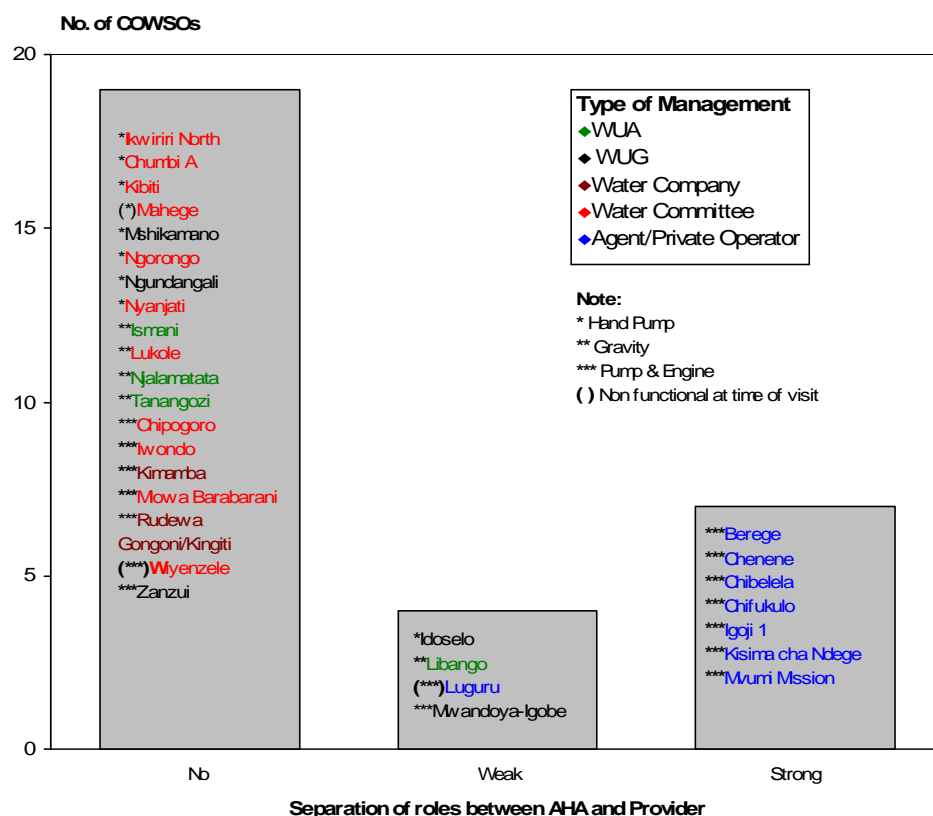 No. of COWSOs
20
15
10
5
0
*Ikwiriri North
*Chumbi A
*Kibiti
(*)Mahege
*Mshikamano
*Ngorongo
*Ngundangali
*Nyanjati
**Ismani
**Lukole
**Njalamatata
**Tanangozi
***Chipogoro
***Iwondo
***Kimamba
***Mlowa Barabarani
***Rudewa
Gongoni/Kingiti
(***)Wiyenzele
***Zanzui
*Idoselo
**Libango
(***)Luguru
***Mwandoya-Igobe
Type of Management
WUA
WUG
Water Company
Water Committee
Agent/Private Operator
Note:
* Hand Pump
** Gravity
*** Pump & Engine
( ) Non functional at time of visit
***Berege
***Chenene
***Chibelela
***Chifukulo
***Igoji 1
***Kisima cha Ndege
***Mvumi Mission
No
Weak
Strong
Separation of roles between AHA and Provider